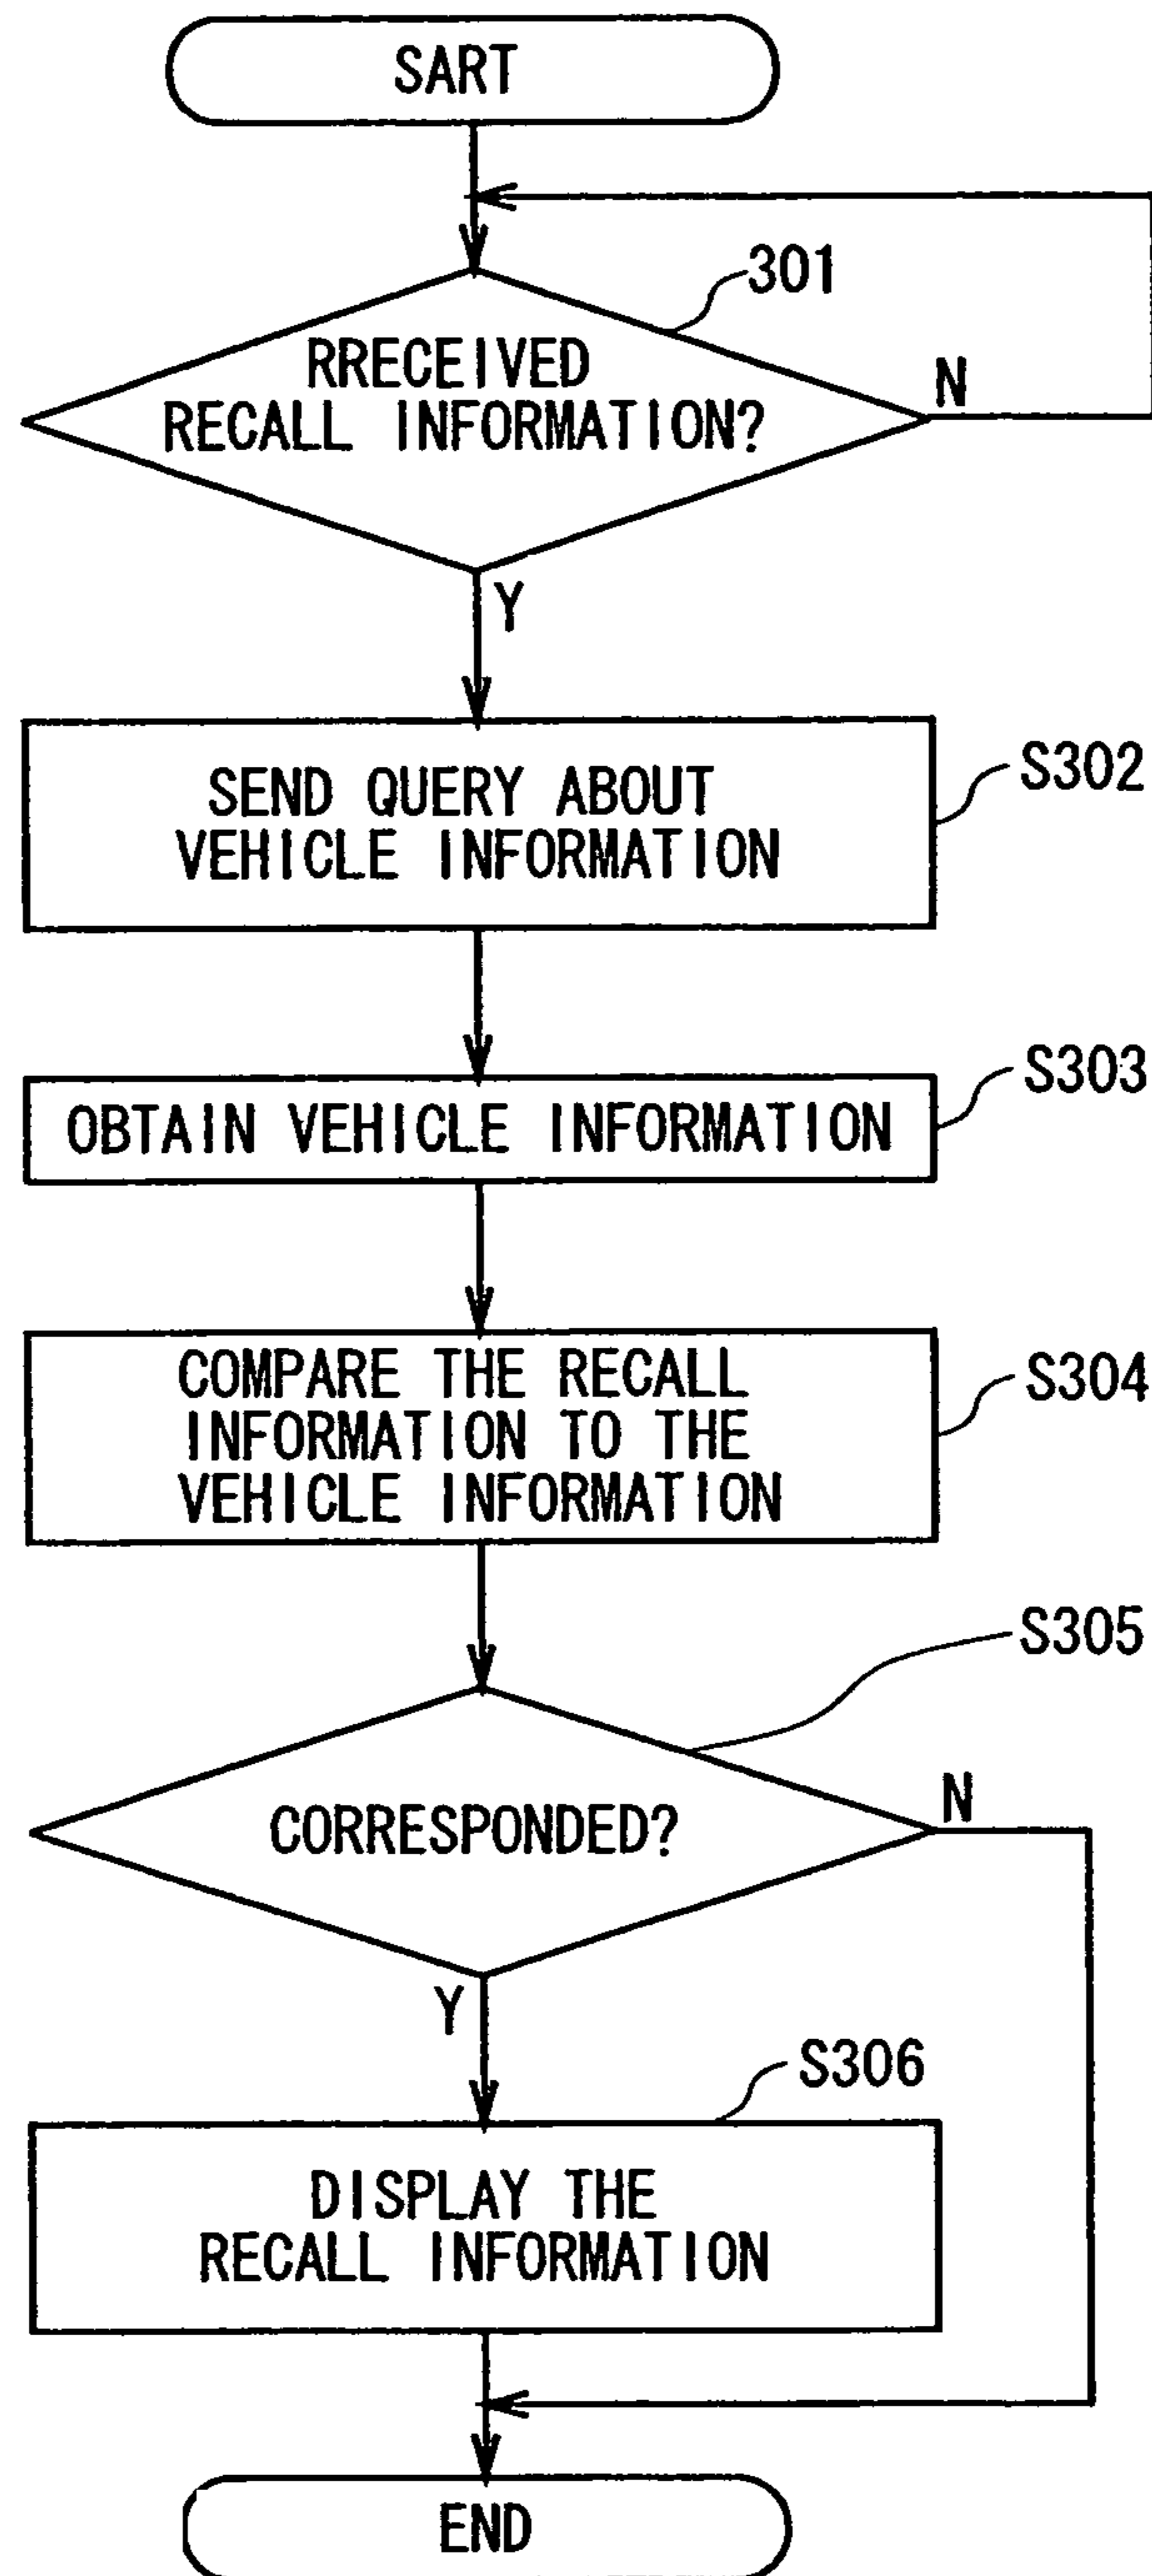 SART
301
RRECEIVED
RECALL INFORMATION?
N
Y
SEND QUERY ABOUT
VEHICLE INFORMATION
S302
OBTAIN VEHICLE INFORMATION
S303
COMPARE THE RECALL
INFORMATION TO THE
VEHICLE INFORMATION
S304
S305
CORRESPONDED?
N
Y
S306
DISPLAY THE
RECALL INFORMATION
END